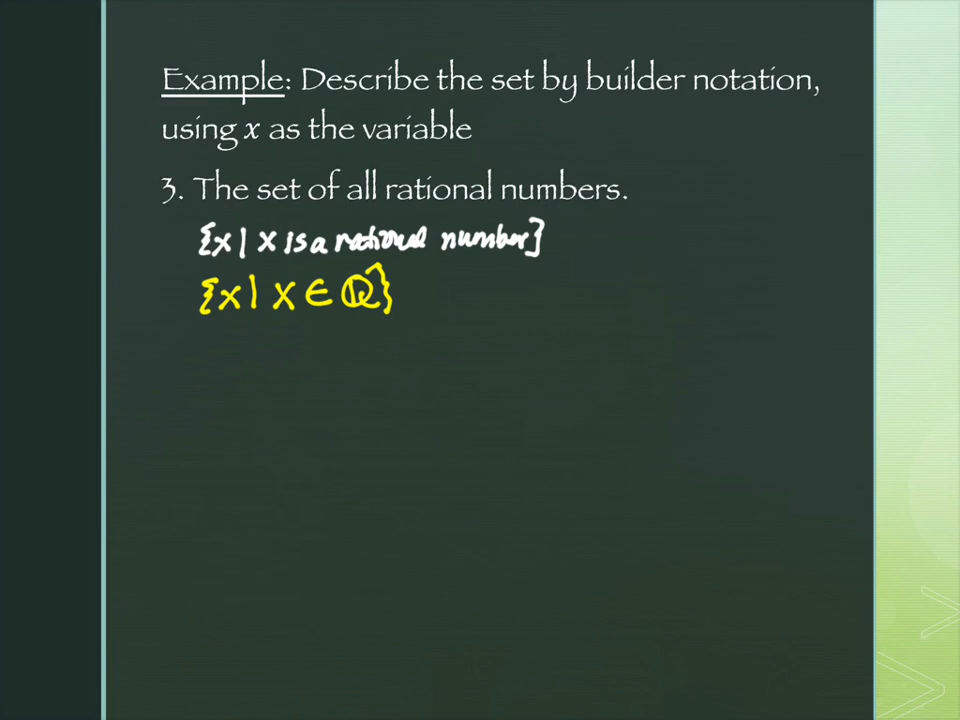 Example: Describe the set by builder notation,
using x as the variable
3. The set of all rational numbers.
{x | x is a rational number}
{x | x ∈ ℚ}